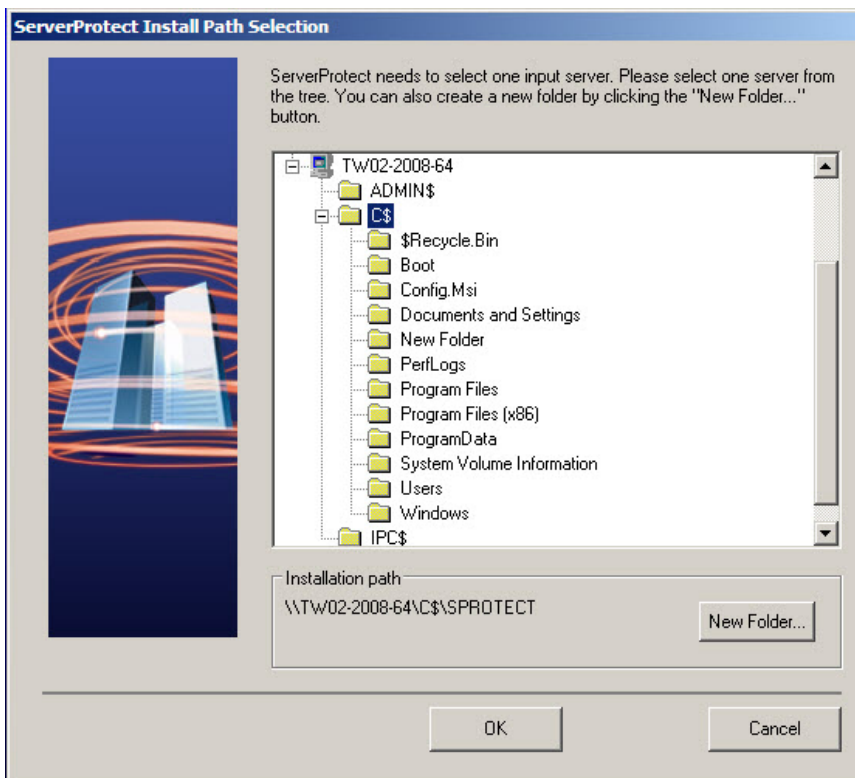 ServerProtect Install Path Selection
ServerProtect needs to select one input server. Please select one server from
the tree. You can also create a new folder by clicking the "New Folder..."
button.
TW02-2008-64
ADMIN$
C$
$Recycle.Bin
Boot
Config.Msi
Documents and Settings
New Folder
PerfLogs
Program Files
Program Files (x86)
ProgramData
System Volume Information
Users
Windows
IPC$
Installation path
\\TW02-2008-64\C$\SPROTECT
New Folder...
OK
Cancel